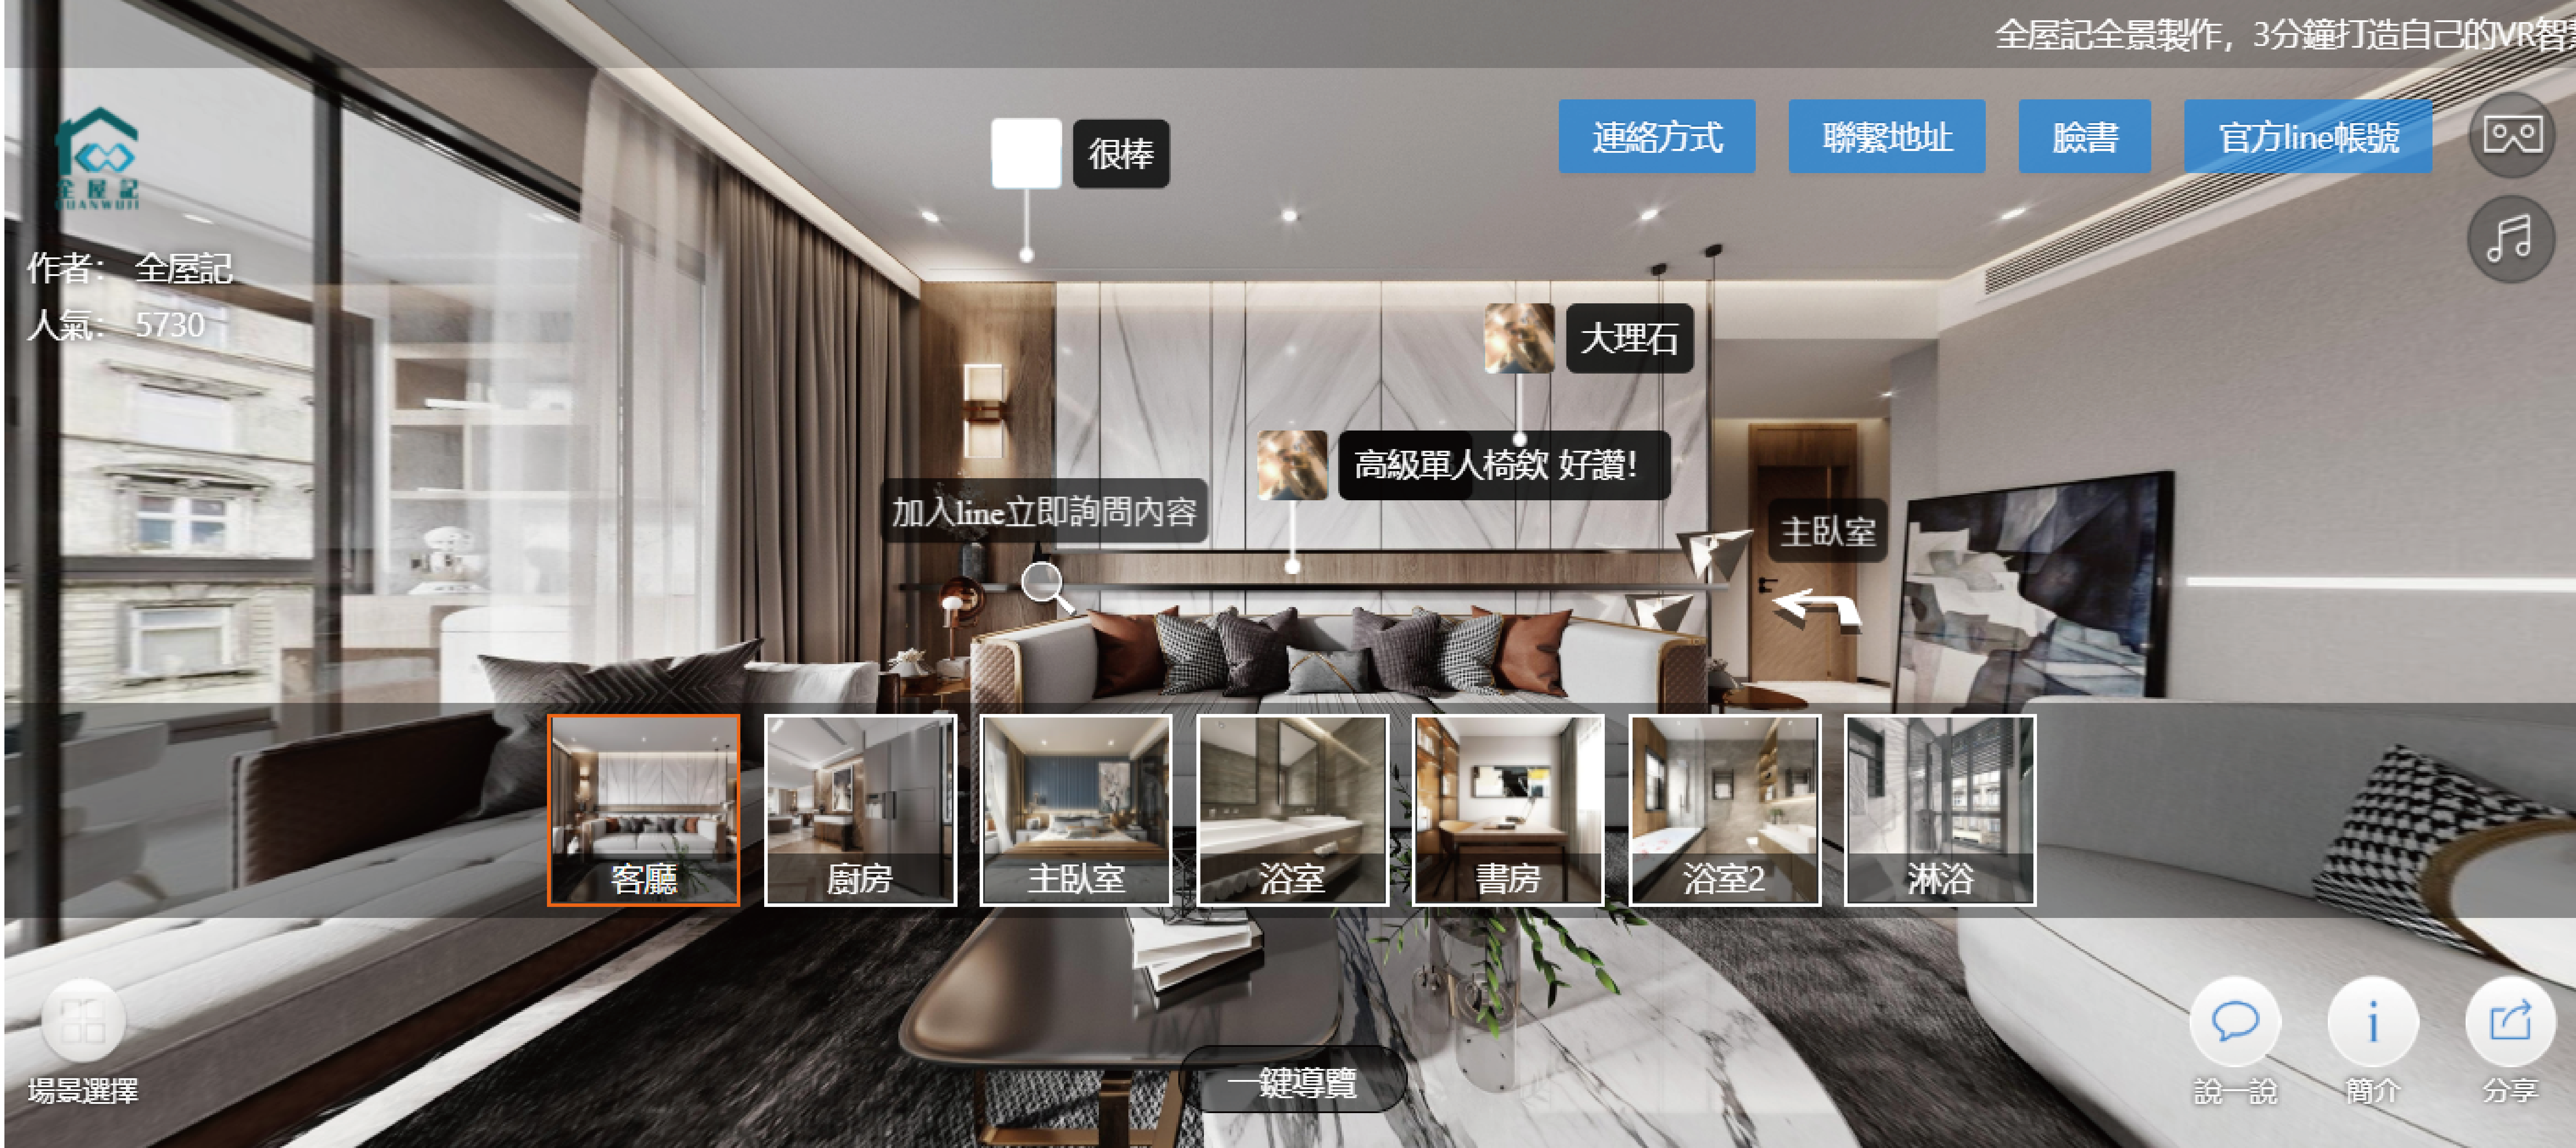 全屋記全景製作，3分鐘打造自己的VR智
連絡方式
聯繫地址
臉書
官方line帳號
全屋記
QUANWUJI
很棒
作者： 全屋記
人氣： 5730
大理石
高級單人椅欸 好讚!
加入line立即詢問內容
主臥室
客廳
廚房
主臥室
浴室
書房
浴室2
淋浴
場景選擇
一鍵導覽
說一說
簡介
分享